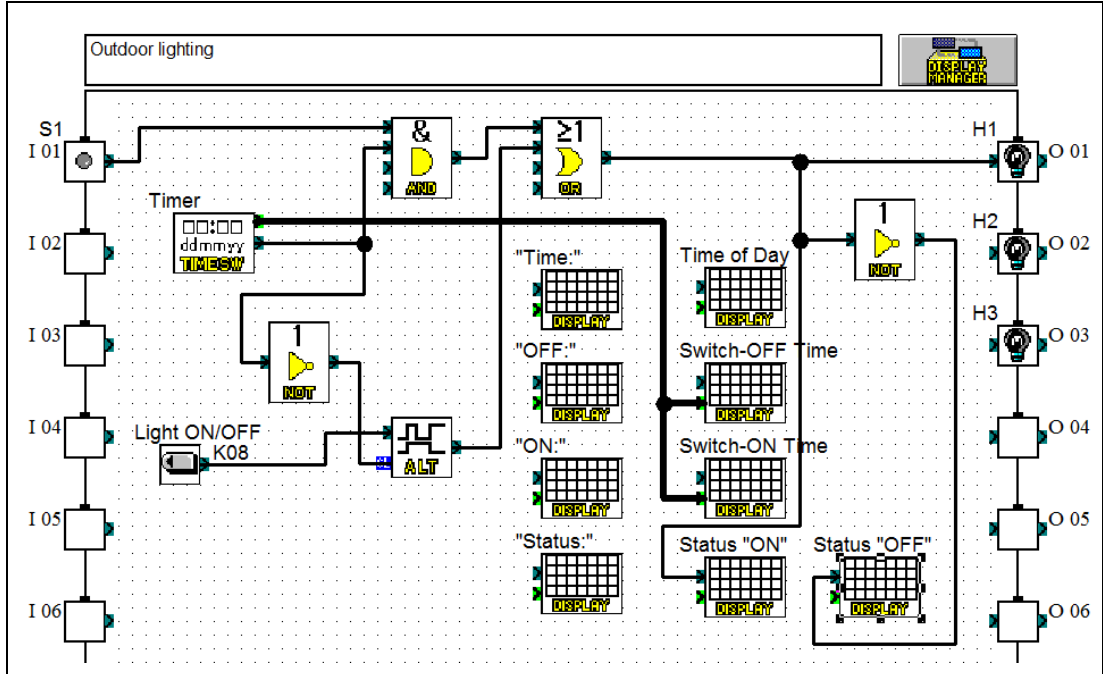 Outdoor lighting
DISPLAY
MANAGER
S1
I 01
&
AND
≥1
OR
H1
O 01
Timer
00:00
ddmmyy
TIMESW
I 02
"Time:"
DISPLAY
Time of Day
DISPLAY
1
NOT
H2
O 02
I 03
1
NOT
"OFF:"
DISPLAY
Switch-OFF Time
DISPLAY
H3
O 03
I 04
Light ON/OFF
K08
ALT
"ON:"
DISPLAY
Switch-ON Time
DISPLAY
O 04
I 05
"Status:"
DISPLAY
Status "ON"
DISPLAY
Status "OFF"
DISPLAY
O 05
I 06
O 06